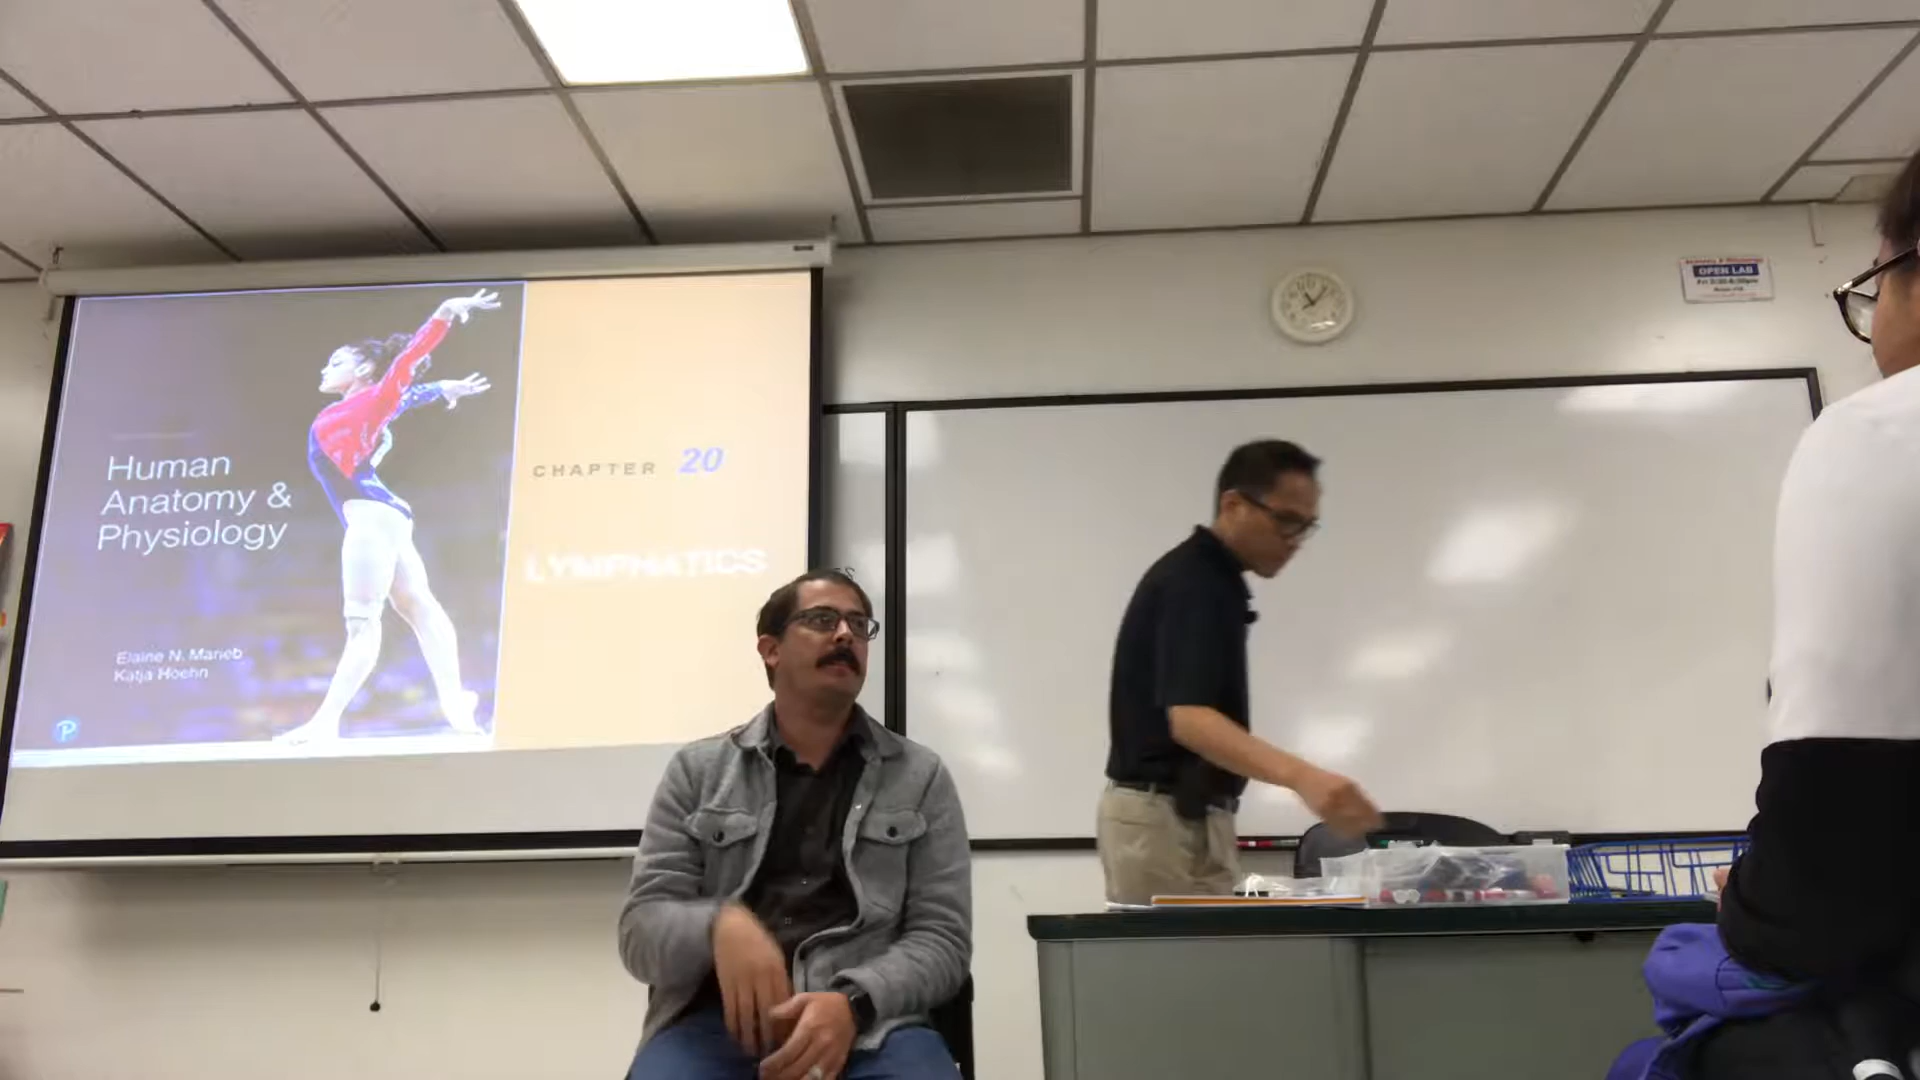 Human
Anatomy &
Physiology
Elaine N. Marieb
Katja Hoehn
CHAPTER 20
LYMPHATICS
OPEN LAB